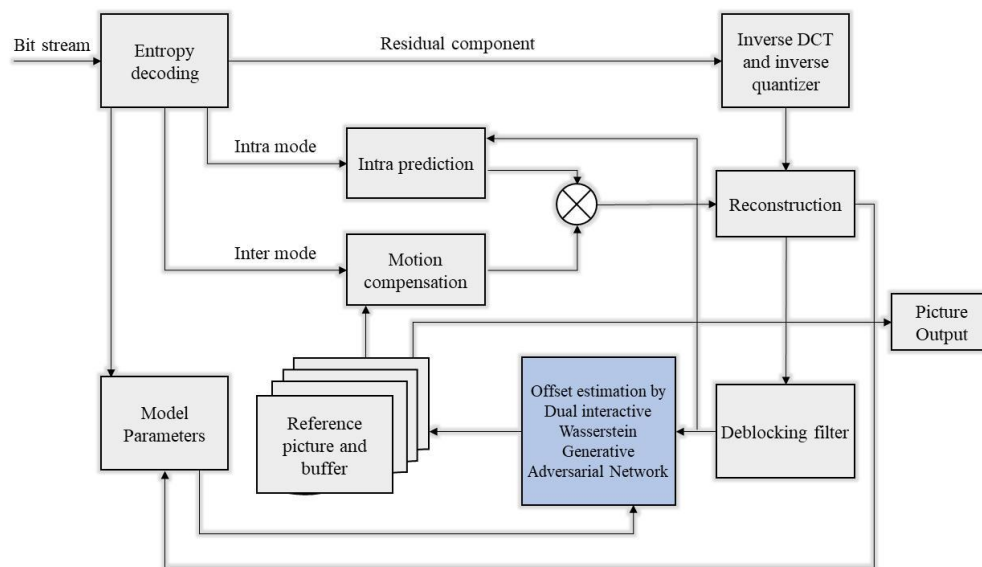 Bit stream
Entropy
decoding
Residual component
Inverse DCT
and inverse
quantizer
Intra mode
Intra prediction
Reconstruction
Inter mode
Motion
compensation
Picture
Output
Model
Parameters
Reference
picture and
buffer
Offset estimation by
Dual interactive
Wasserstein
Generative
Adversarial Network
Deblocking filter